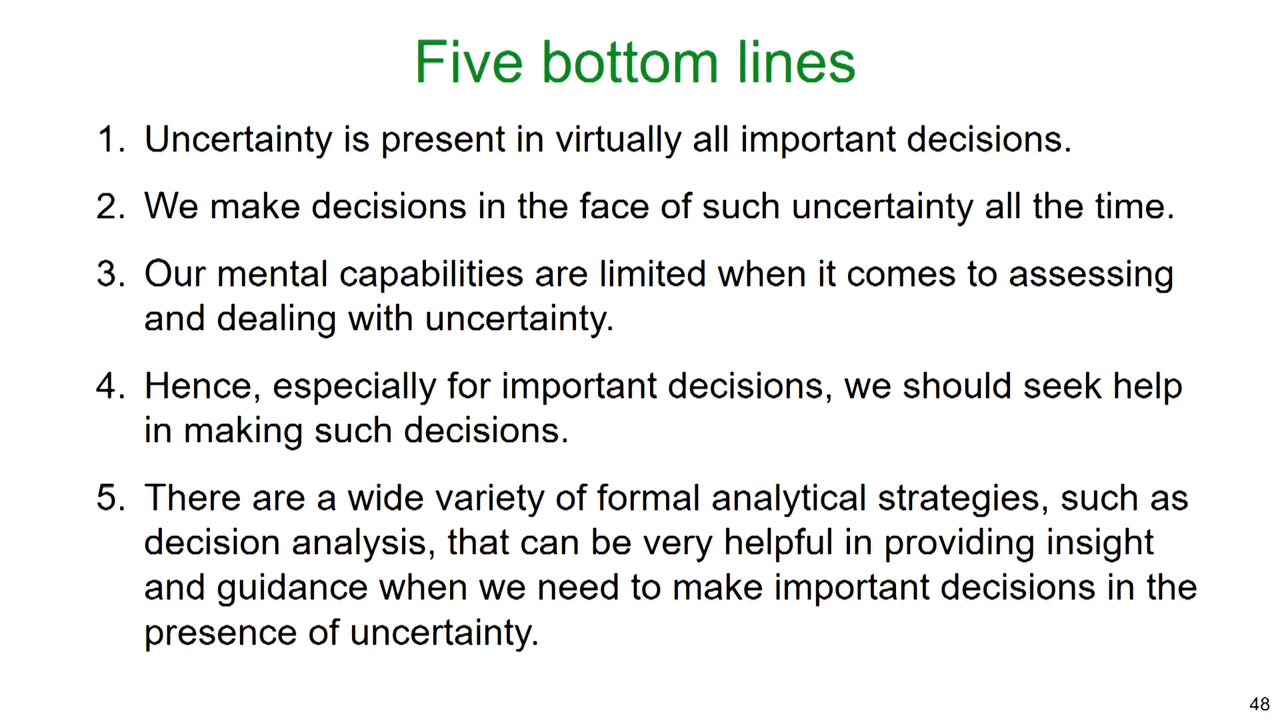 Five bottom lines
1. Uncertainty is present in virtually all important decisions.
2. We make decisions in the face of such uncertainty all the time.
3. Our mental capabilities are limited when it comes to assessing
and dealing with uncertainty.
4. Hence, especially for important decisions, we should seek help
in making such decisions.
5. There are a wide variety of formal analytical strategies, such as
decision analysis, that can be very helpful in providing insight
and guidance when we need to make important decisions in the
presence of uncertainty.
48